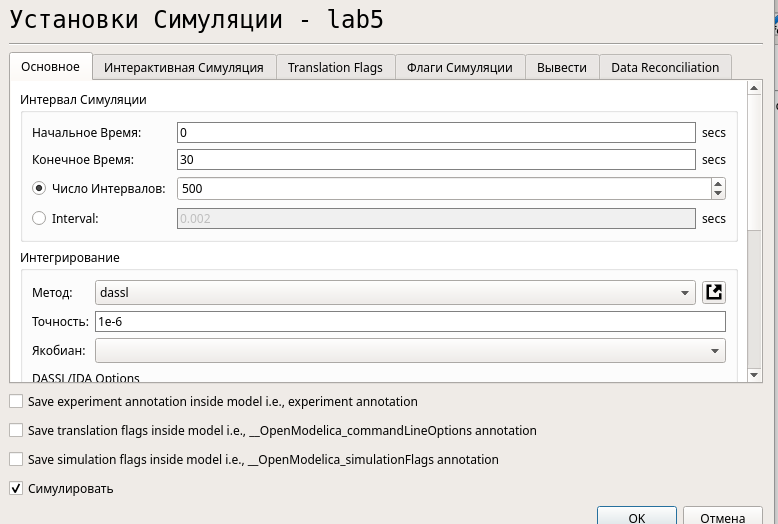 Установки Симуляции - lab5
Основное Интерактивная Симуляция Translation Flags Флаги Симуляции Вывести Data Reconciliation
Интервал Симуляции
Начальное Время: 0 secs
Конечное Время: 30 secs
Число Интервалов: 500
Interval: 0.002 secs
Интегрирование
Метод: dassl
Точность: 1e-6
Якобиан:
DASSL/IDA Options
Save experiment annotation inside model i.e., experiment annotation
Save translation flags inside model i.e., __OpenModelica_commandLineOptions annotation
Save simulation flags inside model i.e., __OpenModelica_simulationFlags annotation
Симулировать
OK Отмена